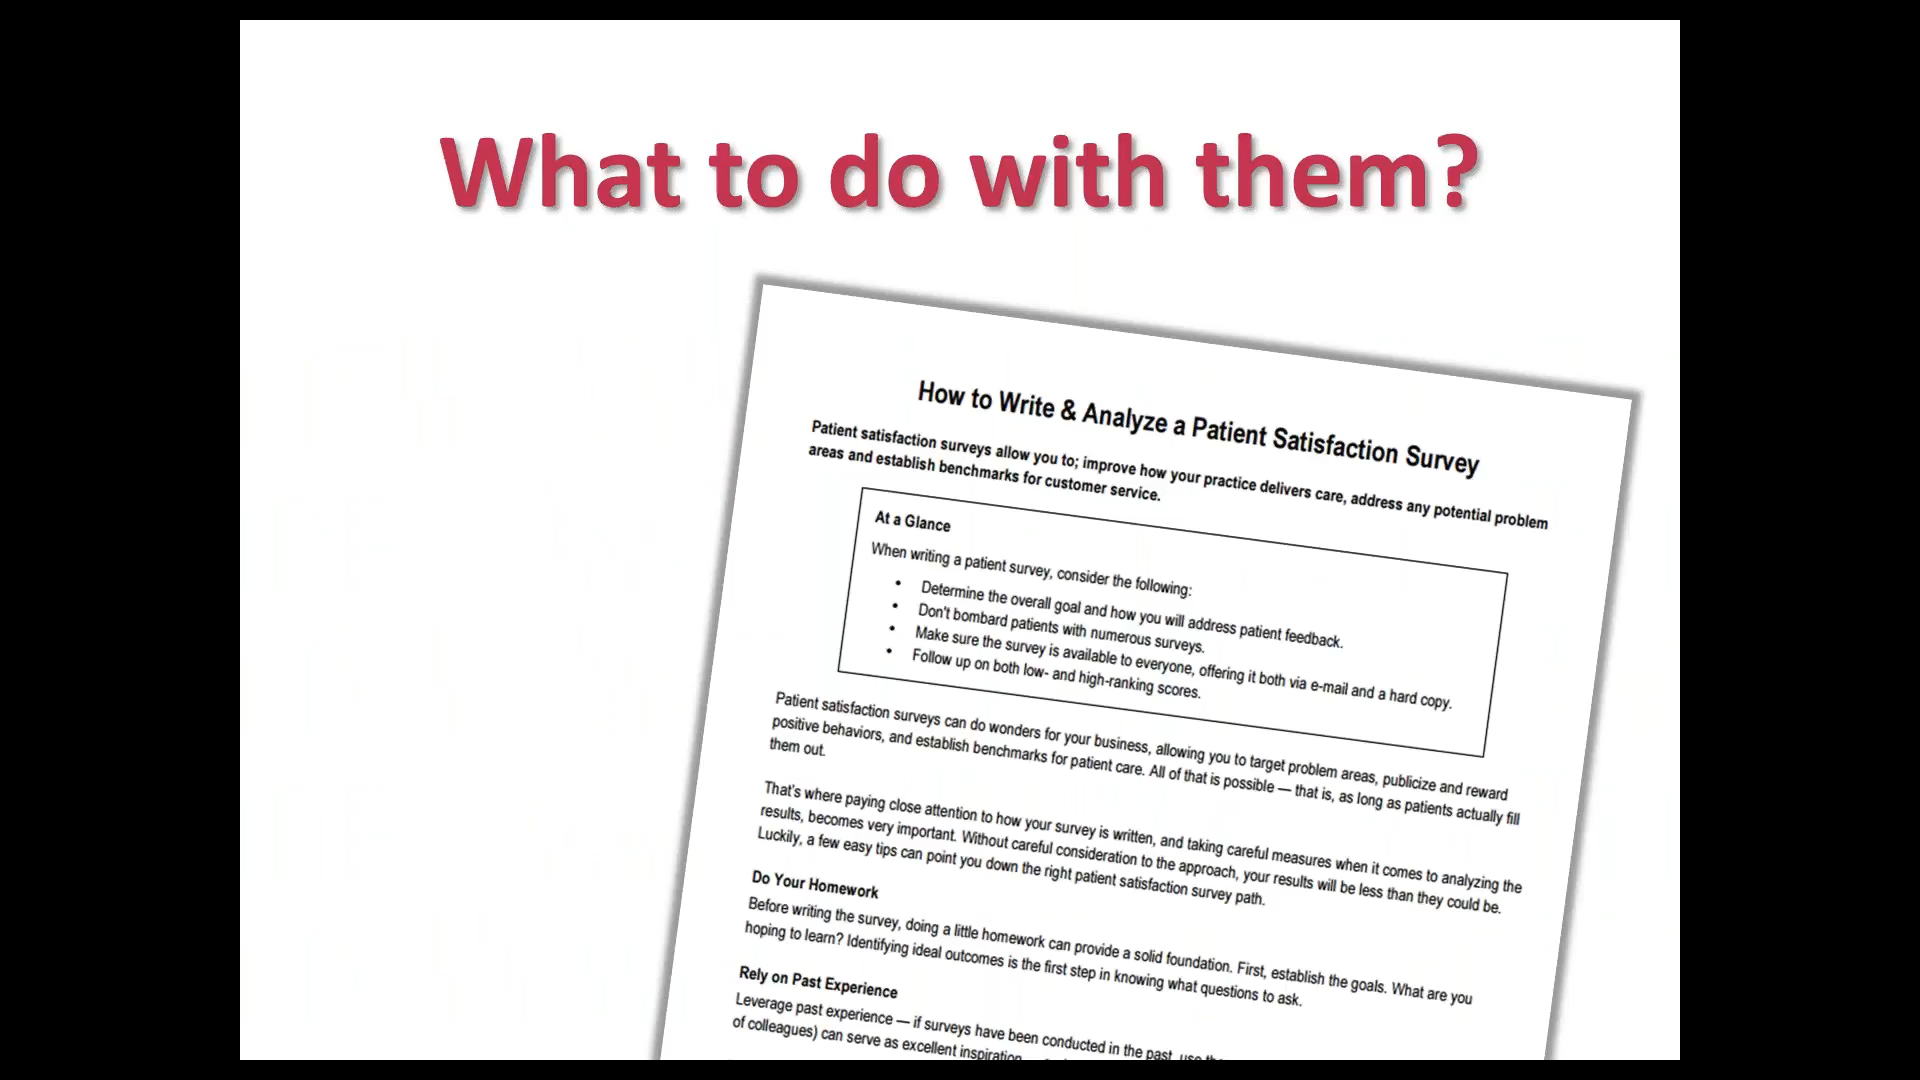 What to do with them?
How to Write & Analyze a Patient Satisfaction Survey
Patient satisfaction surveys allow you to; improve how your practice delivers care, address any potential problem
areas and establish benchmarks for customer service.
At a Glance
When writing a patient survey, consider the following:
• Determine the overall goal and how you will address patient feedback.
• Don't bombard patients with numerous surveys.
• Make sure the survey is available to everyone, offering it both via e-mail and a hard copy.
• Follow up on both low- and high-ranking scores.
Patient satisfaction surveys can do wonders for your business, allowing you to target problem areas, publicize and reward
positive behaviors, and establish benchmarks for patient care. All of that is possible — that is, as long as patients actually fill
them out.
That's where paying close attention to how your survey is written, and taking careful measures when it comes to analyzing the
results, becomes very important. Without careful consideration to the approach, your results will be less than they could be.
Luckily, a few easy tips can point you down the right patient satisfaction survey path.
Do Your Homework
Before writing the survey, doing a little homework can provide a solid foundation. First, establish the goals. What are you
hoping to learn? Identifying ideal outcomes is the first step in knowing what questions to ask.
Rely on Past Experience
Leverage past experience — if surveys have been conducted in the past, use
of colleagues) can serve as excellent inspiration